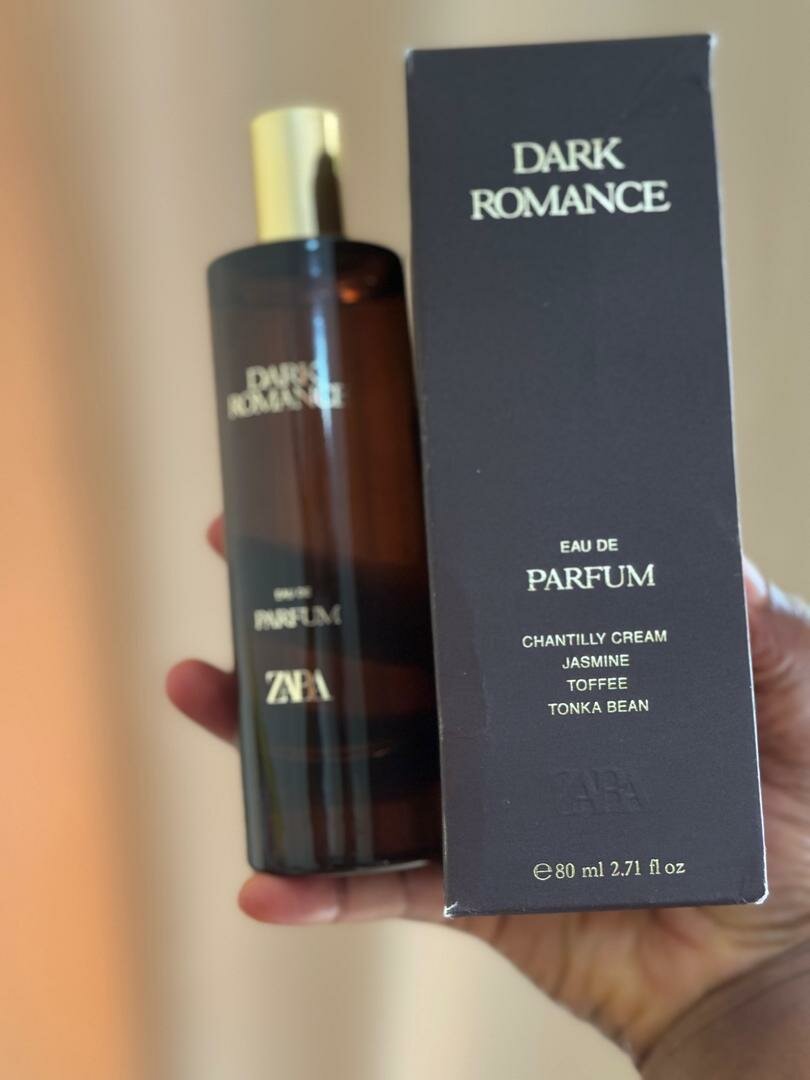 DARK
ROMANCE
EAU DE
PARFUM
ZARA
DARK
ROMANCE
EAU DE
PARFUM
CHANTILLY CREAM
JASMINE
TOFFEE
TONKA BEAN
ZARA
℮80 ml 2.71 fl oz